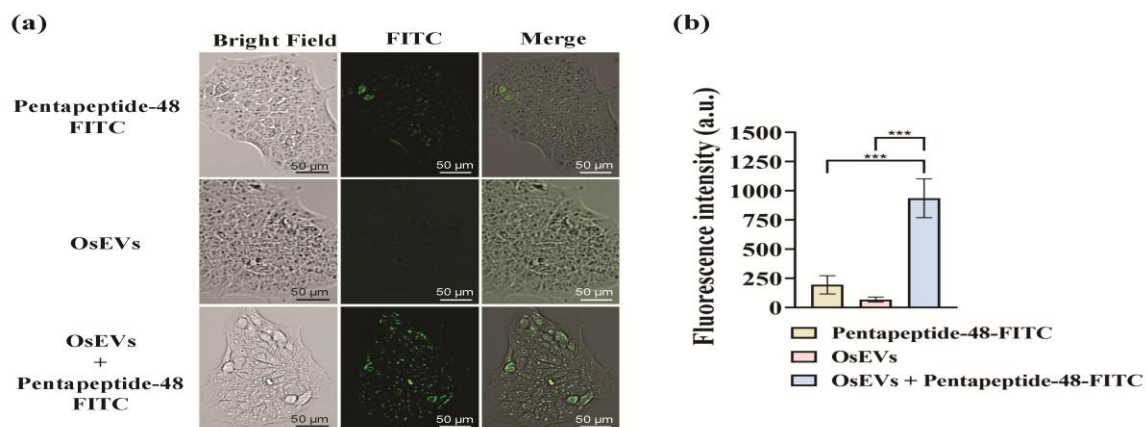 (a)
Bright Field FITC Merge
Pentapeptide-48
FITC
50 µm 50 µm 50 µm
OsEVs
50 µm 50 µm 50 µm
OsEVs
+
Pentapeptide-48
FITC
50 µm 50 µm 50 µm
(b)
Fluorescence intensity (a.u.)
1500
1250
1000
750
500
250
0
***
***
Pentapeptide-48-FITC
OsEVs
OsEVs + Pentapeptide-48-FITC